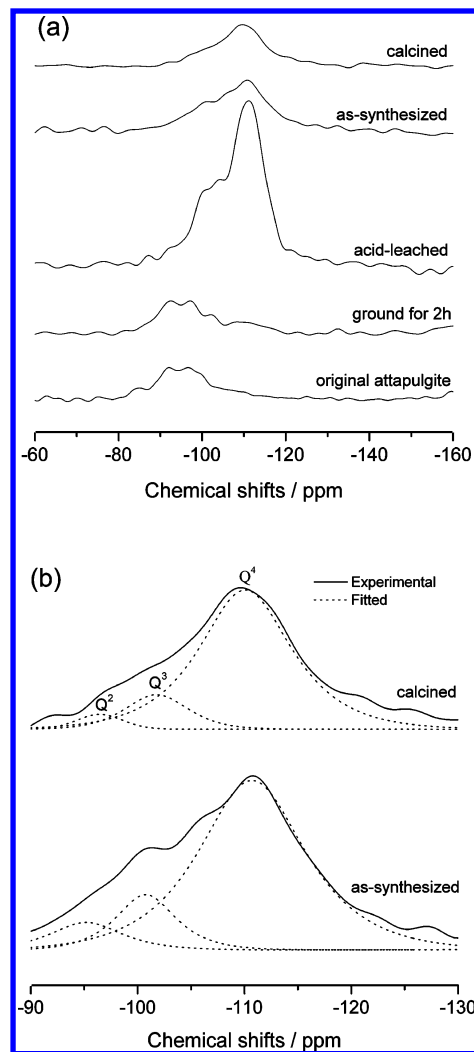 (a)
calcined
as-synthesized
acid-leached
ground for 2h
original attapulgite
-60 -80 -100 -120 -140 -160
Chemical shifts / ppm
(b)
Q⁴
Experimental
Fitted
calcined
Q² Q³
as-synthesized
-90 -100 -110 -120 -130
Chemical shifts / ppm